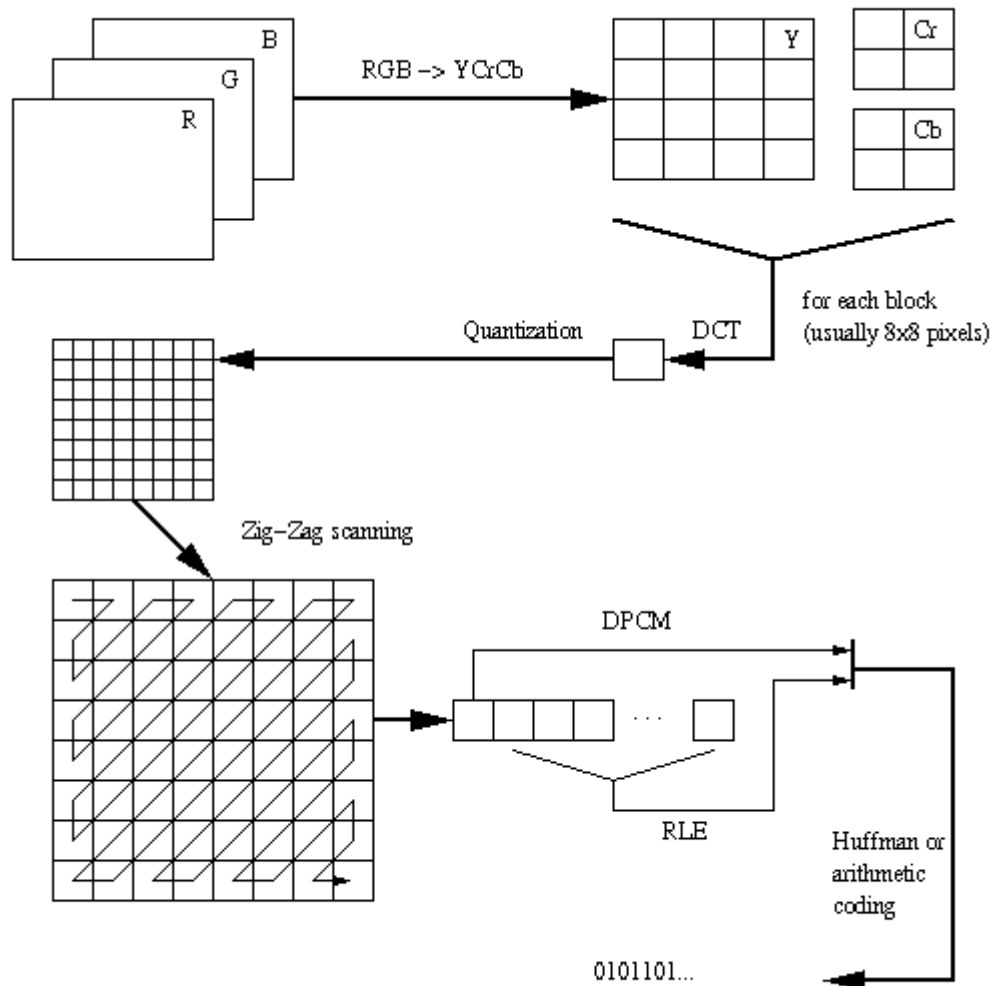 B
G
R
RGB -> YCrCb
Y
Cr
Cb
for each block
(usually 8x8 pixels)
DCT
Quantization
Zig-Zag scanning
DPCM
...
RLE
Huffman or
arithmetic
coding
0101101...